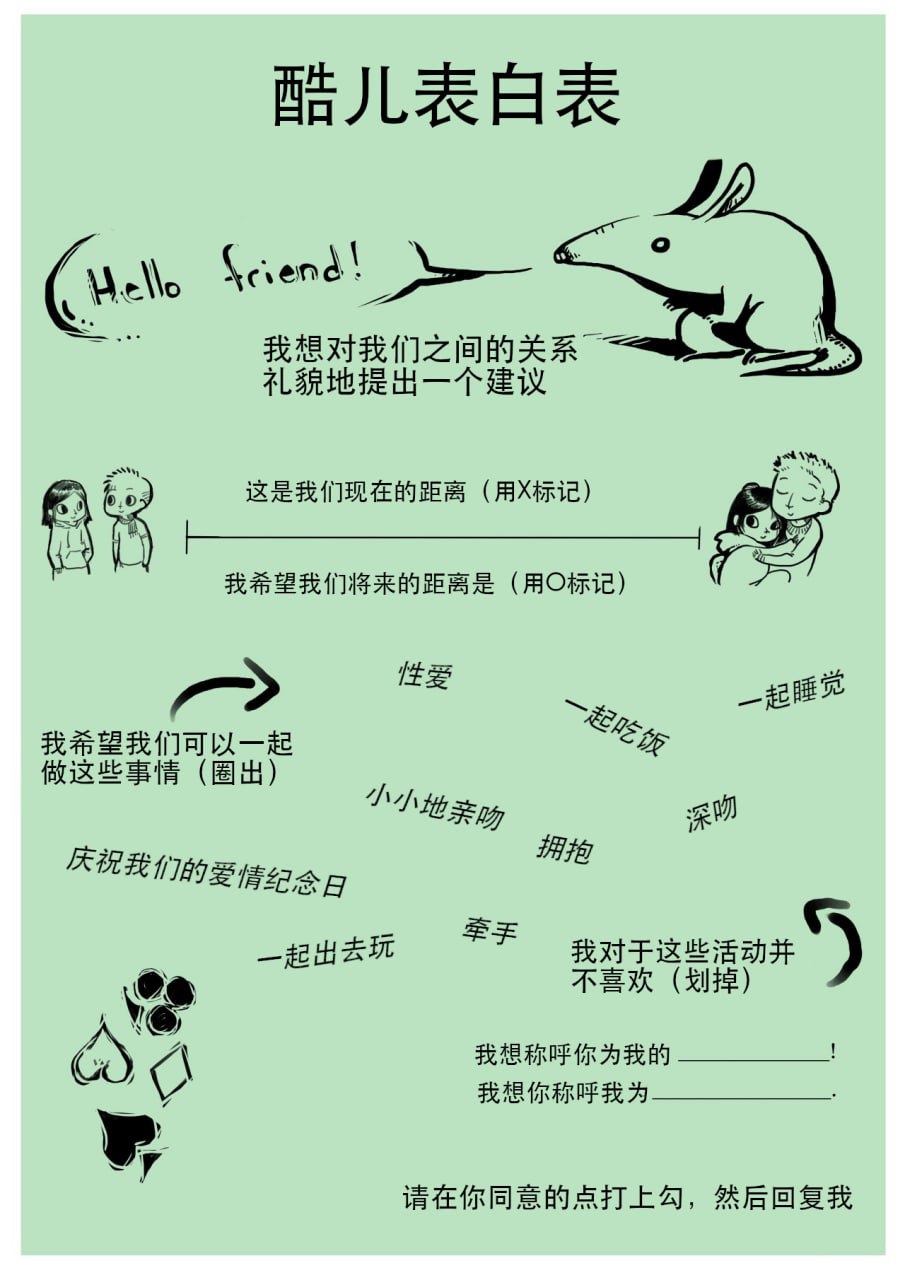 酷儿表白表
Hello friend!
我想对我们之间的关系
礼貌地提出一个建议
这是我们现在的距离（用X标记）
我希望我们将来的距离是（用O标记）
性爱
一起吃饭
一起睡觉
我希望我们可以一起
做这些事情（圈出）
小小地亲吻
深吻
拥抱
庆祝我们的爱情纪念日
牵手
一起出去玩
我对于这些活动并
不喜欢（划掉）
我想称呼你为我的 ____________!
我想你称呼我为______________.
请在你同意的点打上勾，然后回复我